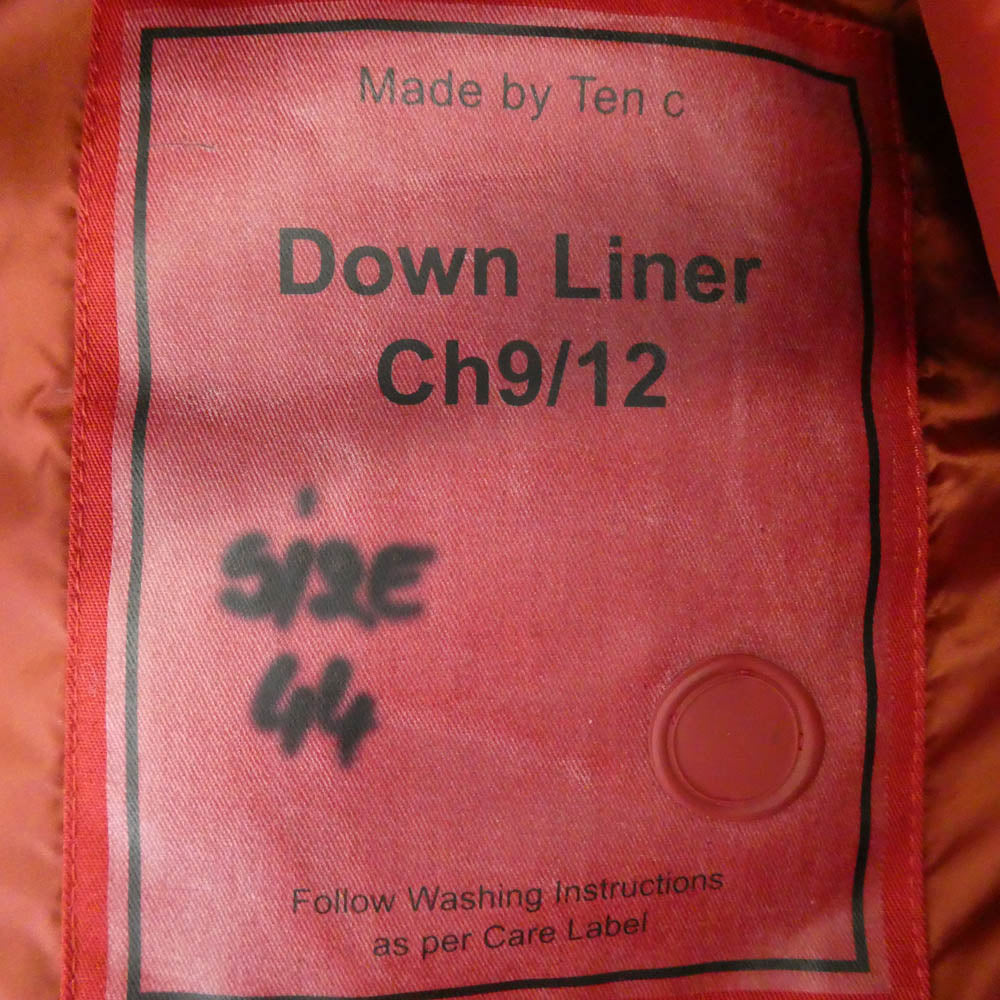 Made by Ten c
Down Liner
Ch9/12
SiZE
44
Follow Washing Instructions
as per Care Label